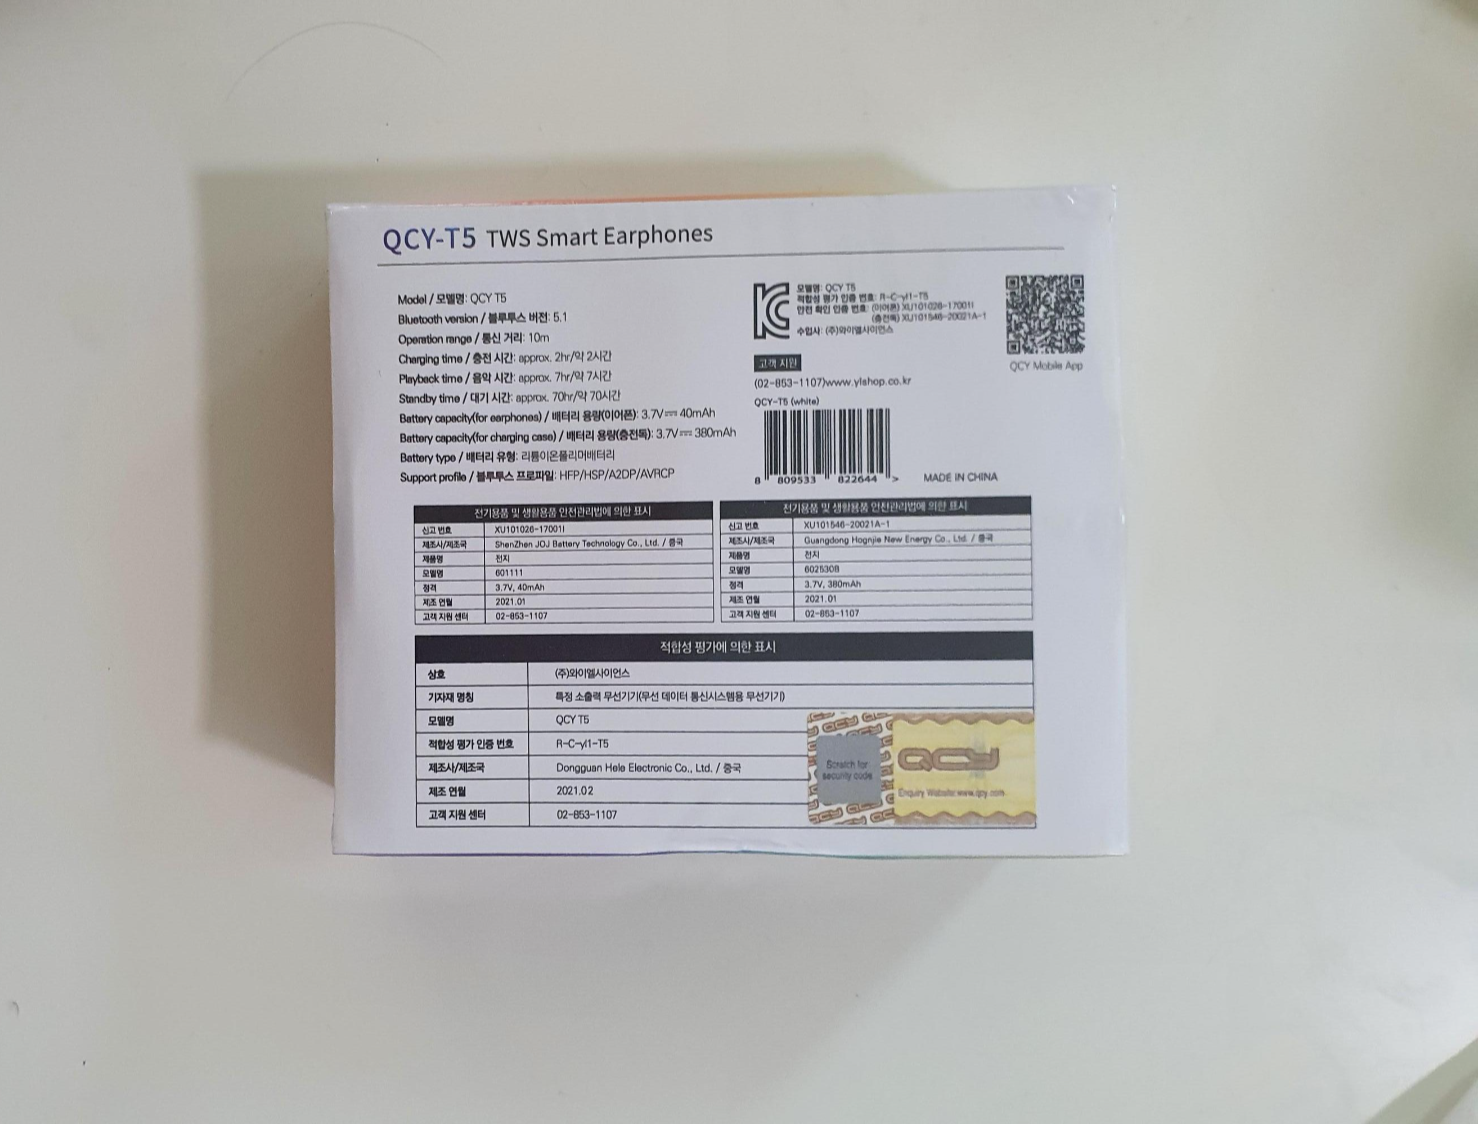 QCY-T5 TWS Smart Earphones
Model / 모델명: QCY T5
Bluetooth version / 블루투스 버전: 5.1
Operation range / 통신 거리: 10m
Charging time / 충전 시간: approx. 2hr/약 2시간
Playback time / 음악 시간: approx. 7hr/약 7시간
Standby time / 대기 시간: approx. 70hr/약 70시간
Battery capacity(for earphones) / 배터리 용량(이어폰): 3.7V⎓ 40mAh
Battery capacity(for charging case) / 배터리 용량(충전독): 3.7V⎓ 380mAh
Battery type / 배터리 유형: 리튬이온폴리머배터리
Support profile / 블루투스 프로파일: HFP/HSP/A2DP/AVRCP
모델명: QCY T5
적합성 평가 인증 번호: R-C-yl1-T5
안전 확인 인증 번호: (이어폰) XU101026-17001I
(충전독) XU101546-20021A-1
수입사: (주)와이엘사이언스
고객 지원
(02-853-1107)www.ylshop.co.kr
QCY-T5 (white)
8 809533 822644 >
MADE IN CHINA
QCY Mobile App
전기용품 및 생활용품 안전관리법에 의한 표시
신고 번호 XU101026-17001I
제조사/제조국 ShenZhen JOJ Battery Technology Co., Ltd. / 중국
제품명 전지
모델명 601111
정격 3.7V, 40mAh
제조 연월 2021.01
고객 지원 센터 02-853-1107
전기용품 및 생활용품 안전관리법에 의한 표시
신고 번호 XU101546-20021A-1
제조사/제조국 Guangdong Hognjie New Energy Co., Ltd. / 중국
제품명 전지
모델명 602530B
정격 3.7V, 380mAh
제조 연월 2021.01
고객 지원 센터 02-853-1107
적합성 평가에 의한 표시
상호 (주)와이엘사이언스
기자재 명칭 특정 소출력 무선기기(무선 데이터 통신시스템용 무선기기)
모델명 QCY T5
적합성 평가 인증 번호 R-C-yl1-T5
제조사/제조국 Dongguan Hele Electronic Co., Ltd. / 중국
제조 연월 2021.02
고객 지원 센터 02-853-1107
Scratch for
security code
QCY
Enquiry Website:www.qcy.com